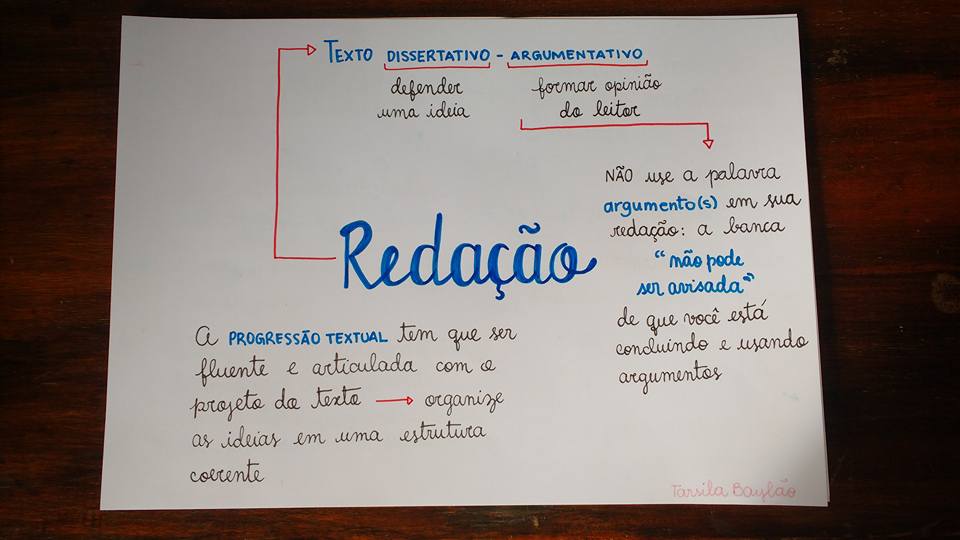 TEXTO DISSERTATIVO - ARGUMENTATIVO
defender
uma ideia
formar opinião
do leitor
NÃO use a palavra
argumento(s) em sua
redação: a banca
"não pode
ser avisada"
de que você está
concluindo e usando
argumentos
Redação
A PROGRESSÃO TEXTUAL tem que ser
fluente e articulada com o
projeto do texto → organize
as ideias em uma estrutura
coerente
Tarsila Baylão